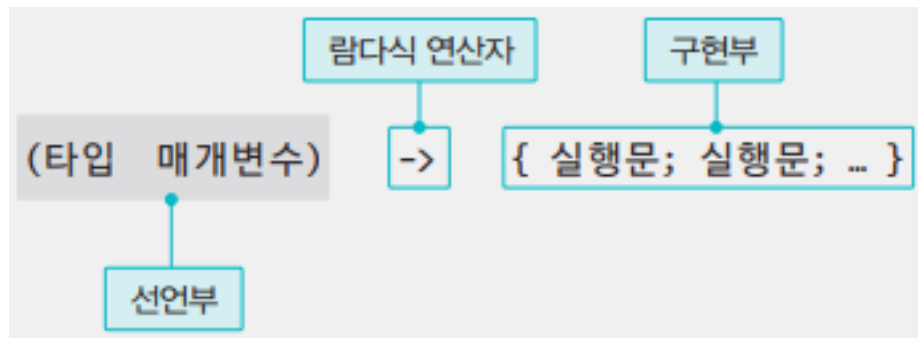 람다식 연산자
구현부
(타입 매개변수) -> { 실행문; 실행문; … }
선언부